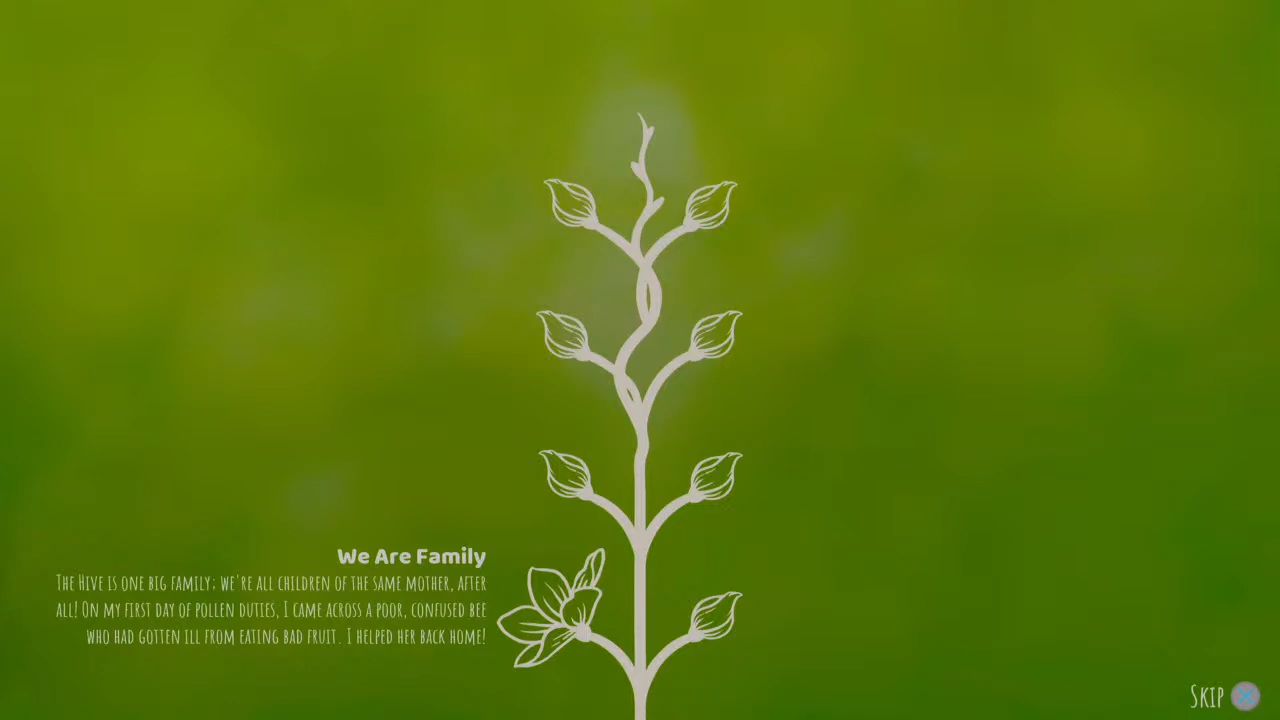 We Are Family
The Hive is one big family; we're all children of the same mother, after
all! On my first day of pollen duties, I came across a poor, confused bee
who had gotten ill from eating bad fruit. I helped her back home!
Skip